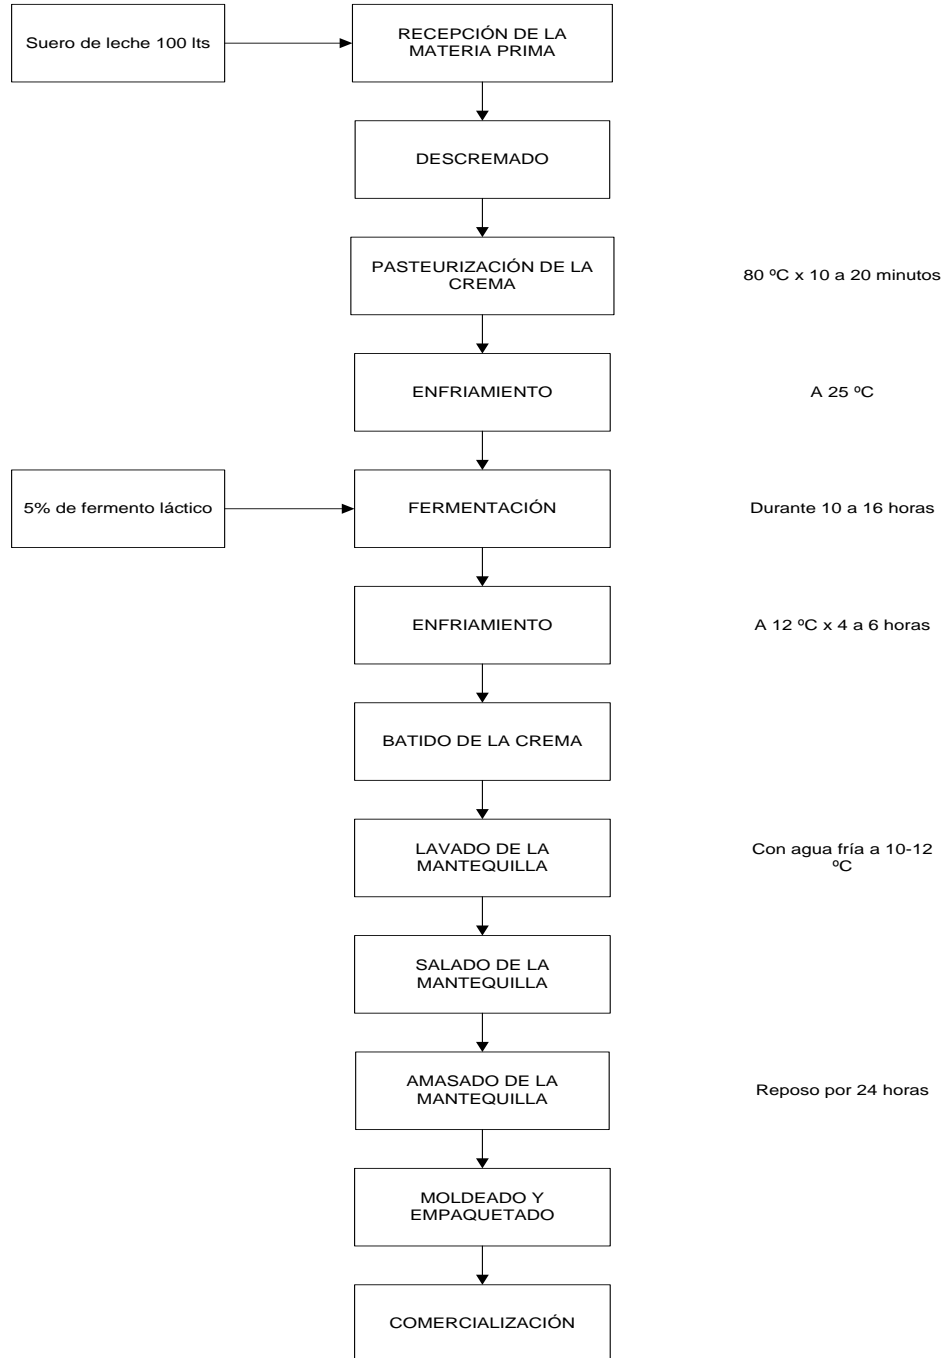 Suero de leche 100 lts
RECEPCIÓN DE LA
MATERIA PRIMA
DESCREMADO
PASTEURIZACIÓN DE LA
CREMA
80 ºC x 10 a 20 minutos
ENFRIAMIENTO
A 25 ºC
5% de fermento láctico
FERMENTACIÓN
Durante 10 a 16 horas
ENFRIAMIENTO
A 12 ºC x 4 a 6 horas
BATIDO DE LA CREMA
LAVADO DE LA
MANTEQUILLA
Con agua fría a 10-12
ºC
SALADO DE LA
MANTEQUILLA
AMASADO DE LA
MANTEQUILLA
Reposo por 24 horas
MOLDEADO Y
EMPAQUETADO
COMERCIALIZACIÓN